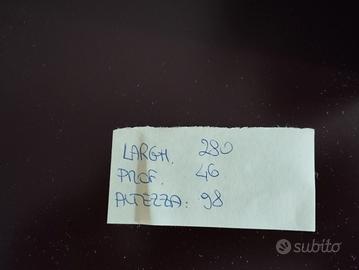 LARGH. 280
PROF. 46
ALTEZZA: 98
subito